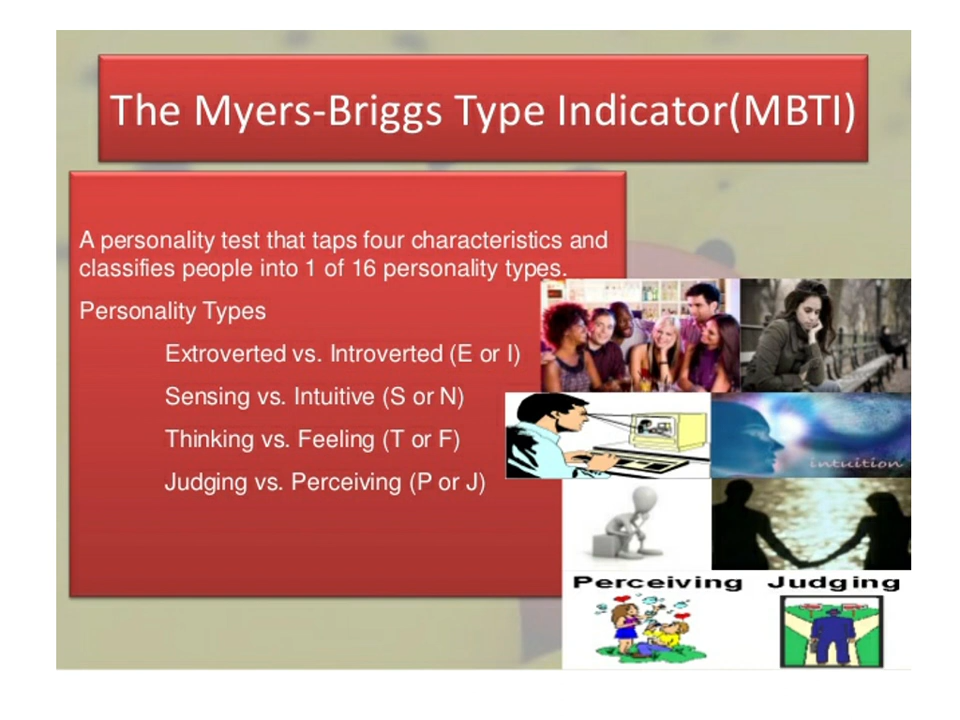 The Myers-Briggs Type Indicator(MBTI)
A personality test that taps four characteristics and
classifies people into 1 of 16 personality types.
Personality Types
Extroverted vs. Introverted (E or I)
Sensing vs. Intuitive (S or N)
Thinking vs. Feeling (T or F)
Judging vs. Perceiving (P or J)
intuition
Perceiving Judging